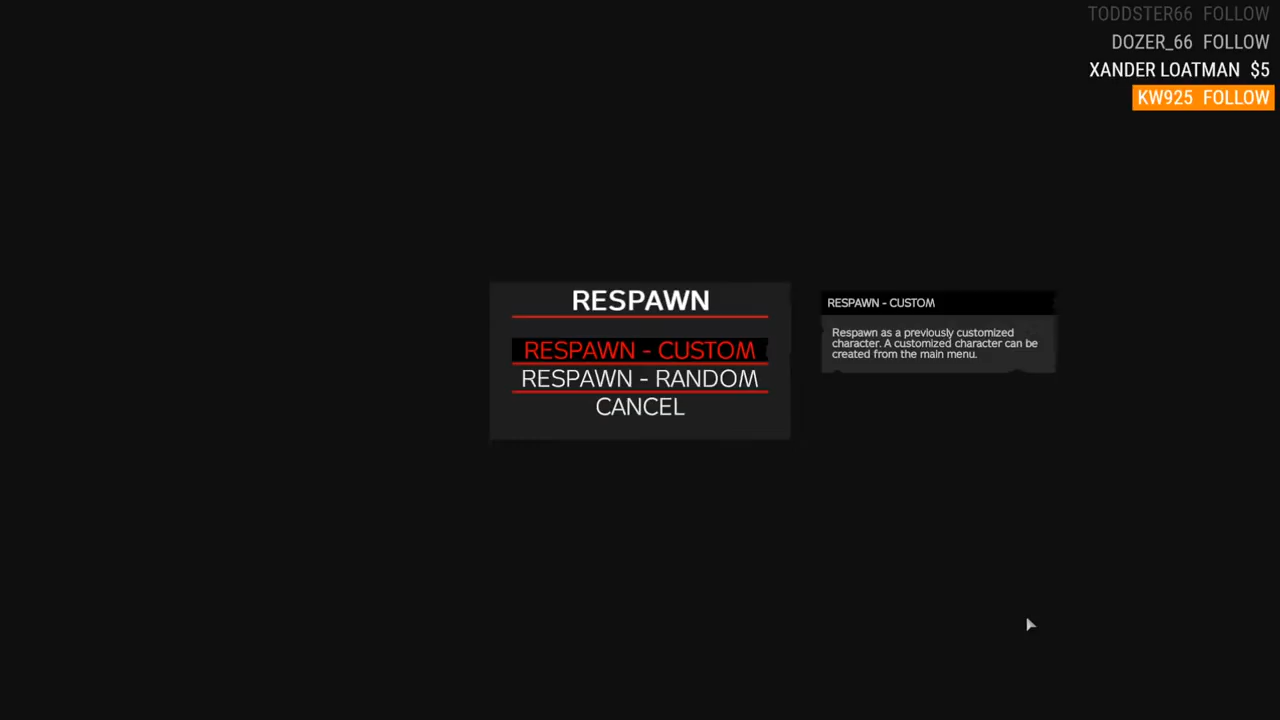 TODDSTER66 FOLLOW
DOZER_66 FOLLOW
XANDER LOATMAN $5
KW925 FOLLOW
RESPAWN
RESPAWN - CUSTOM
RESPAWN - RANDOM
CANCEL
RESPAWN - CUSTOM
Respawn as a previously customized
character. A customized character can be
created from the main menu.